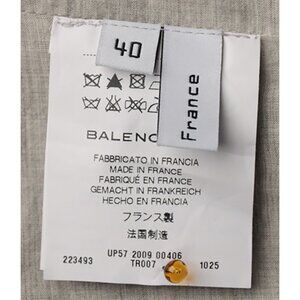 40
France
BALENC
FABBRICATO IN FRANCIA
MADE IN FRANCE
FABRIQUÉ EN FRANCE
GEMACHT IN FRANKREICH
HECHO EN FRANCIA
フランス製
法国制造
UP57 2009 00406
223493 TR007 1025